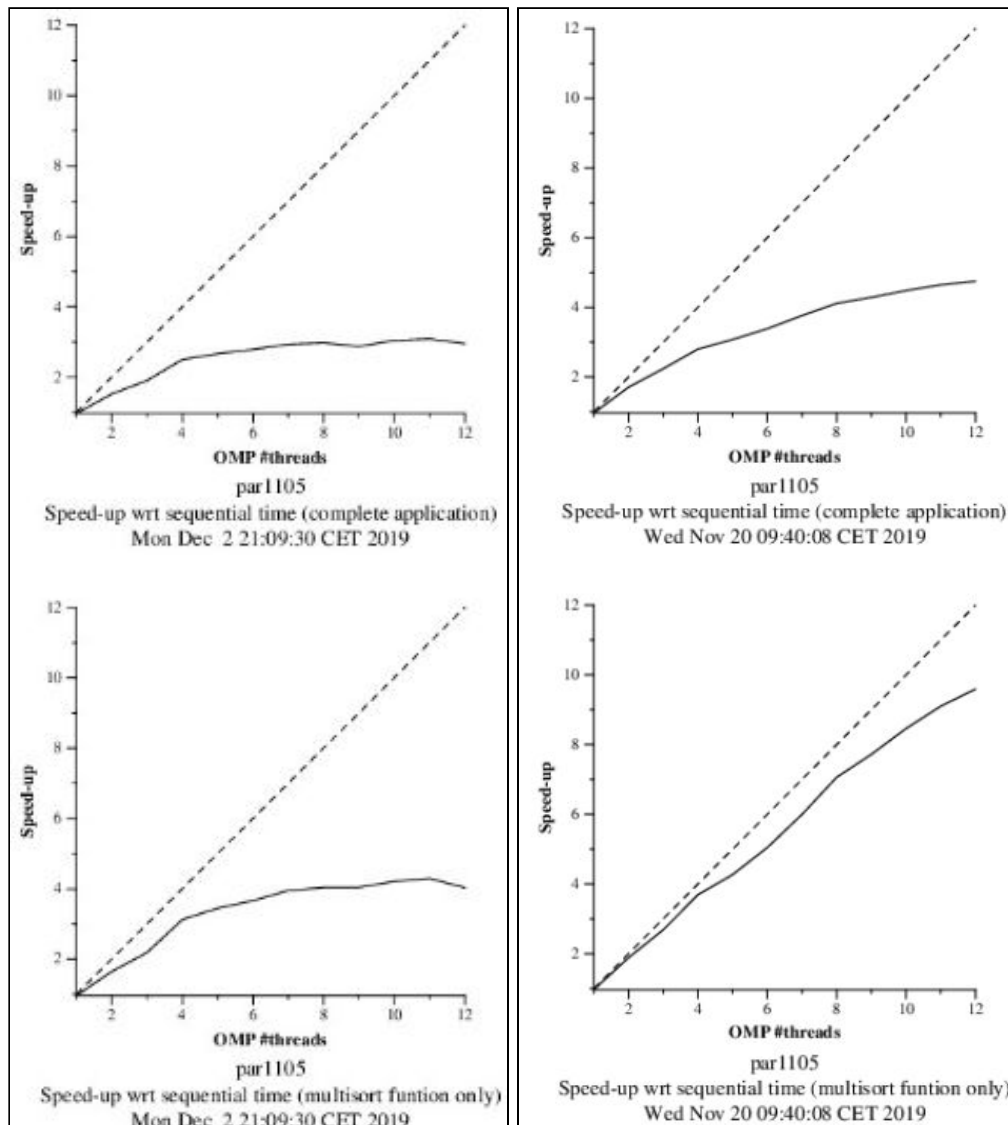 12
10
8
6
4
2
Speed-up
2 4 6 8 10 12
OMP #threads
par1105
Speed-up wrt sequential time (complete application)
Mon Dec 2 21:09:30 CET 2019
12
10
8
6
4
2
Speed-up
2 4 6 8 10 12
OMP #threads
par1105
Speed-up wrt sequential time (complete application)
Wed Nov 20 09:40:08 CET 2019
12
10
8
6
4
2
Speed-up
2 4 6 8 10 12
OMP #threads
par1105
Speed-up wrt sequential time (multisort funtion only)
Mon Dec 2 21:09:30 CET 2019
12
10
8
6
4
2
Speed-up
2 4 6 8 10 12
OMP #threads
par1105
Speed-up wrt sequential time (multisort funtion only)
Wed Nov 20 09:40:08 CET 2019